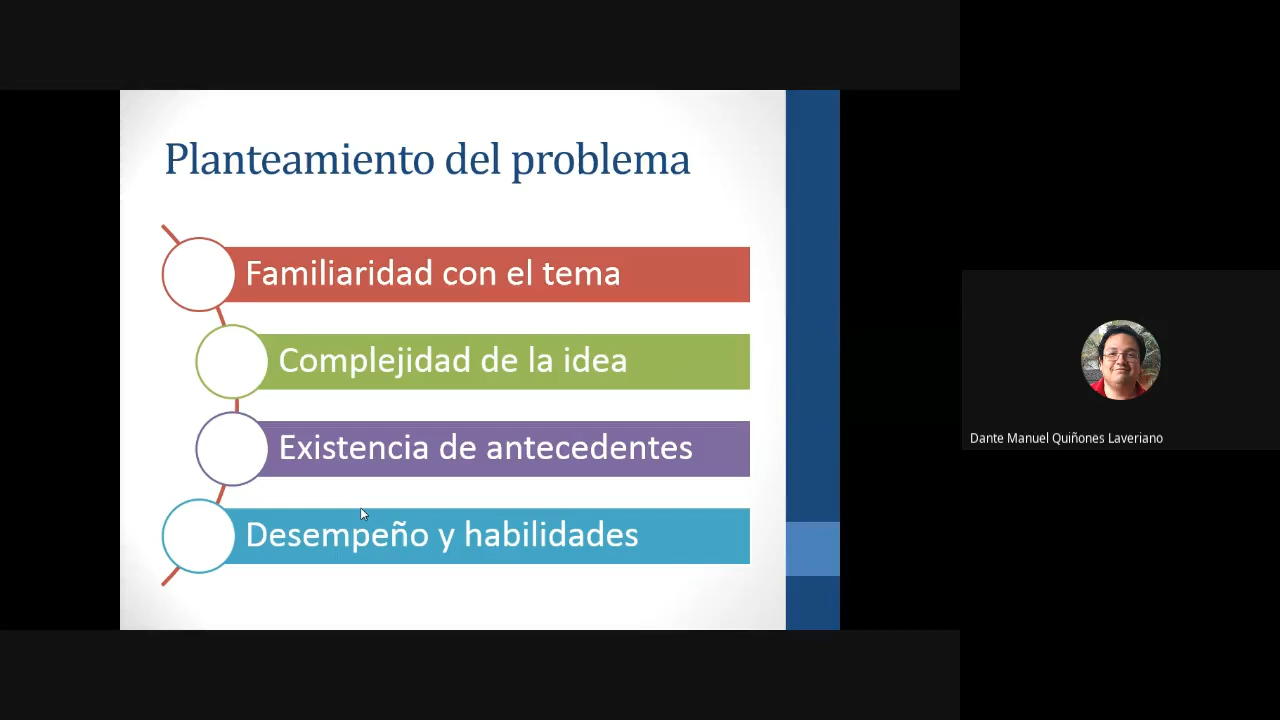 Planteamiento del problema
Familiaridad con el tema
Complejidad de la idea
Existencia de antecedentes
Desempeño y habilidades
Dante Manuel Quiñones Laveriano